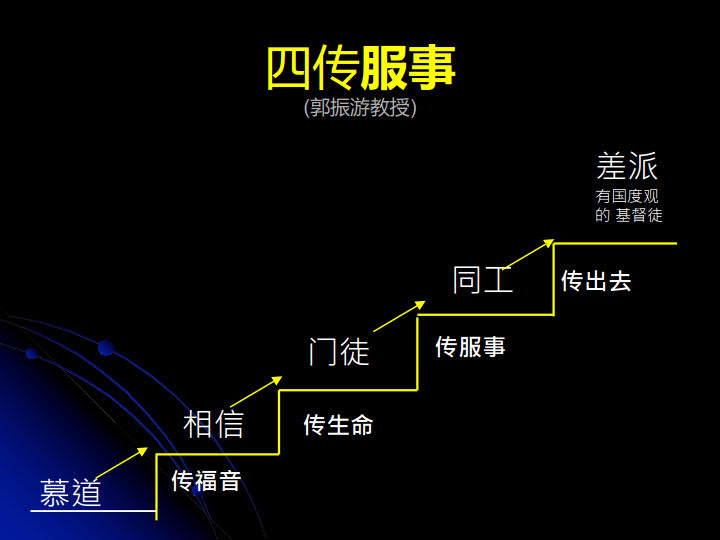 四传服事
(郭振游教授)
差派
有国度观
的 基督徒
同工
传出去
门徒
传服事
相信
传生命
慕道
传福音